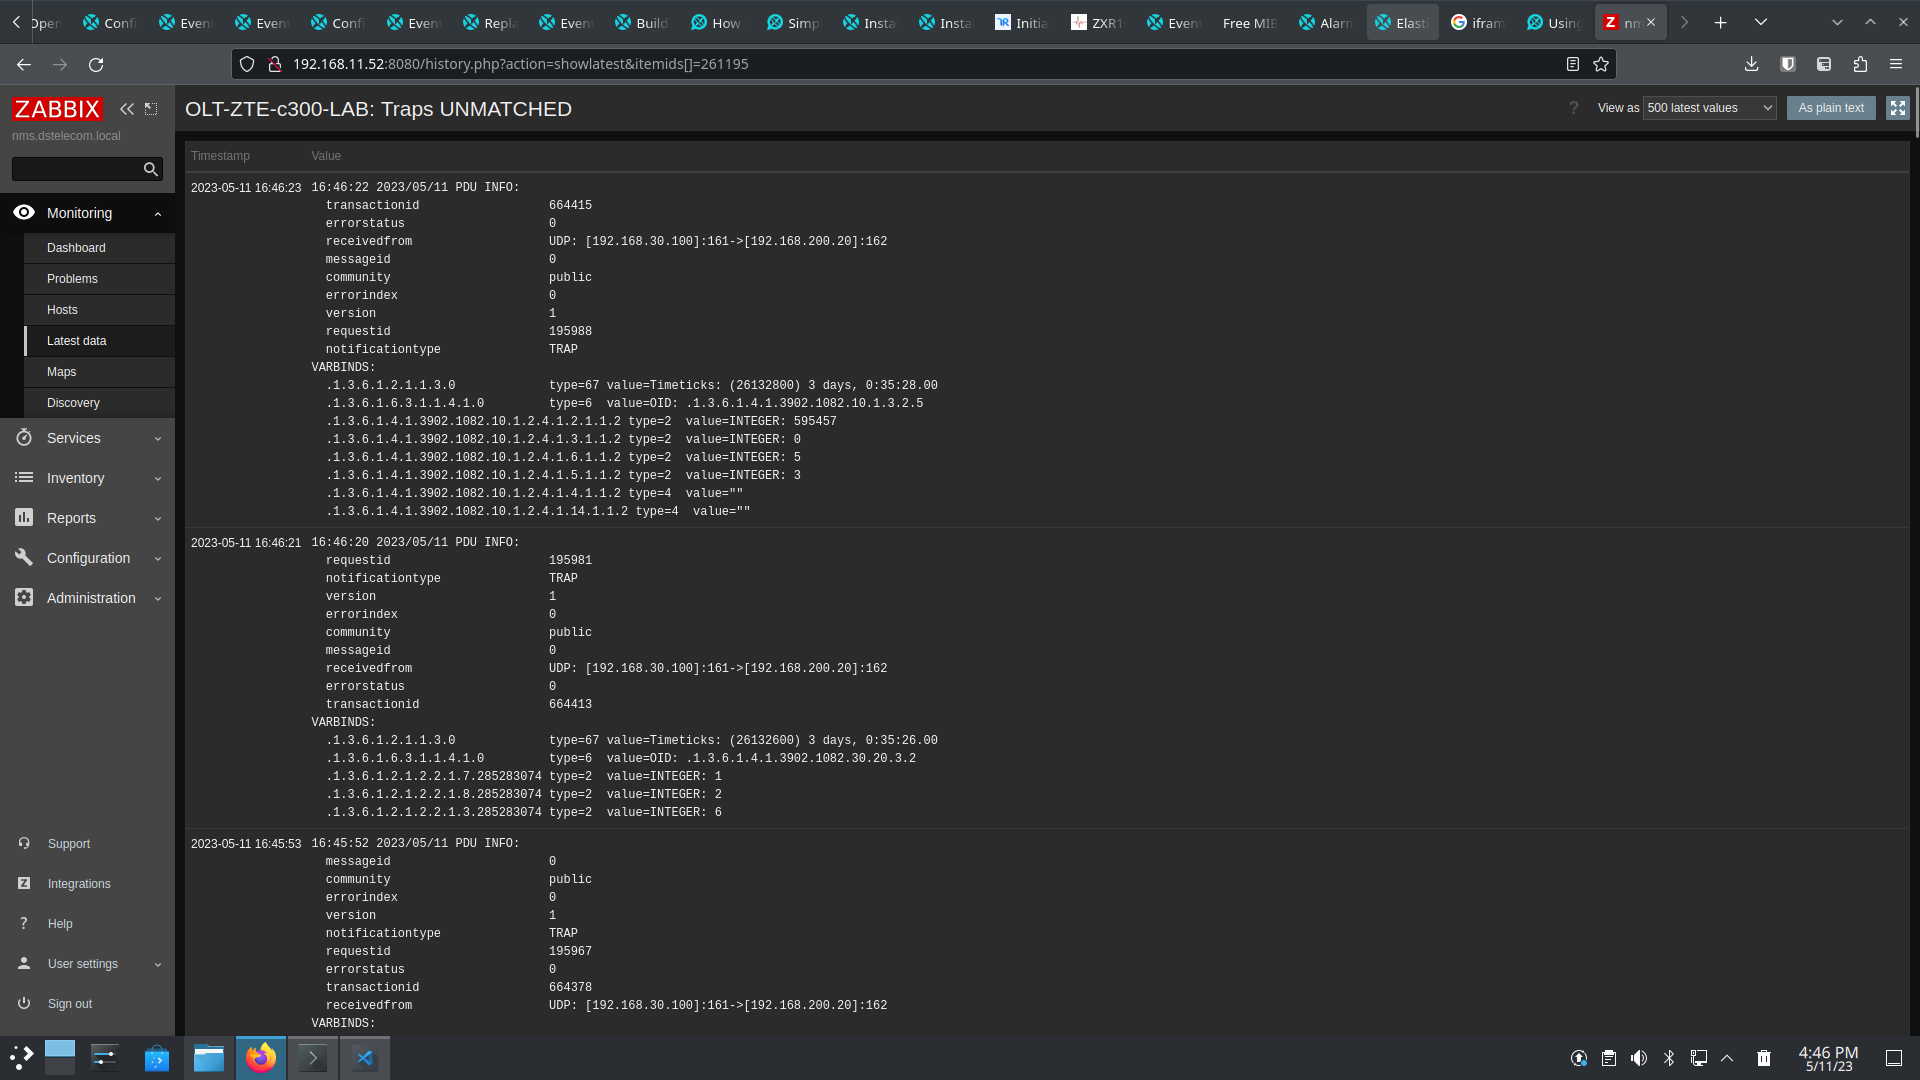 Confi
Event
Event
Confi
Event
Repla
Event
Build
How
Simp
Insta
Insta
Initia
ZXR1
Event
Free MIB
Alarm
Elasti
ifram
Using
nm
192.168.11.52:8080/history.php?action=showlatest&itemids[]=261195
ZABBIX
nms.dstelecom.local
Monitoring
Dashboard
Problems
Hosts
Latest data
Maps
Discovery
Services
Inventory
Reports
Configuration
Administration
Support
Integrations
Help
User settings
Sign out
OLT-ZTE-c300-LAB: Traps UNMATCHED
? View as 500 latest values As plain text
Timestamp Value
2023-05-11 16:46:23 16:46:22 2023/05/11 PDU INFO:
transactionid 664415
errorstatus 0
receivedfrom UDP: [192.168.30.100]:161->[192.168.200.20]:162
messageid 0
community public
errorindex 0
version 1
requestid 195988
notificationtype TRAP
VARBINDS:
.1.3.6.1.2.1.1.3.0 type=67 value=Timeticks: (26132800) 3 days, 0:35:28.00
.1.3.6.1.6.3.1.1.4.1.0 type=6 value=OID: .1.3.6.1.4.1.3902.1082.10.1.3.2.5
.1.3.6.1.4.1.3902.1082.10.1.2.4.1.2.1.1.2 type=2 value=INTEGER: 595457
.1.3.6.1.4.1.3902.1082.10.1.2.4.1.3.1.1.2 type=2 value=INTEGER: 0
.1.3.6.1.4.1.3902.1082.10.1.2.4.1.6.1.1.2 type=2 value=INTEGER: 5
.1.3.6.1.4.1.3902.1082.10.1.2.4.1.5.1.1.2 type=2 value=INTEGER: 3
.1.3.6.1.4.1.3902.1082.10.1.2.4.1.4.1.1.2 type=4 value=""
.1.3.6.1.4.1.3902.1082.10.1.2.4.1.14.1.1.2 type=4 value=""
2023-05-11 16:46:21 16:46:20 2023/05/11 PDU INFO:
requestid 195981
notificationtype TRAP
version 1
errorindex 0
community public
messageid 0
receivedfrom UDP: [192.168.30.100]:161->[192.168.200.20]:162
errorstatus 0
transactionid 664413
VARBINDS:
.1.3.6.1.2.1.1.3.0 type=67 value=Timeticks: (26132600) 3 days, 0:35:26.00
.1.3.6.1.6.3.1.1.4.1.0 type=6 value=OID: .1.3.6.1.4.1.3902.1082.30.20.3.2
.1.3.6.1.2.1.2.2.1.7.285283074 type=2 value=INTEGER: 1
.1.3.6.1.2.1.2.2.1.8.285283074 type=2 value=INTEGER: 2
.1.3.6.1.2.1.2.2.1.3.285283074 type=2 value=INTEGER: 6
2023-05-11 16:45:53 16:45:52 2023/05/11 PDU INFO:
messageid 0
community public
errorindex 0
version 1
notificationtype TRAP
requestid 195967
errorstatus 0
transactionid 664378
receivedfrom UDP: [192.168.30.100]:161->[192.168.200.20]:162
VARBINDS:
4:46 PM
5/11/23